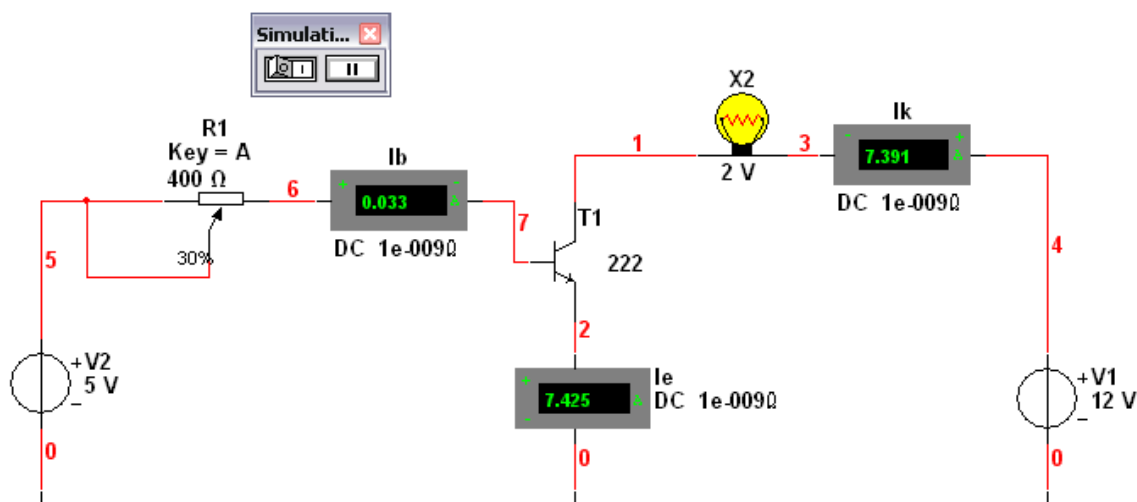 Simulati...
X2
R1
Key = A
400 Ω
Ib
Ik
6
1
3
+ -
0.033 A
- +
7.391 A
2 V
DC 1e-009Ω
DC 1e-009Ω
7
T1
222
30%
5
4
2
+V2
5 V
-
Ie
+
7.425 A
-
DC 1e-009Ω
+V1
12 V
-
0
0
0